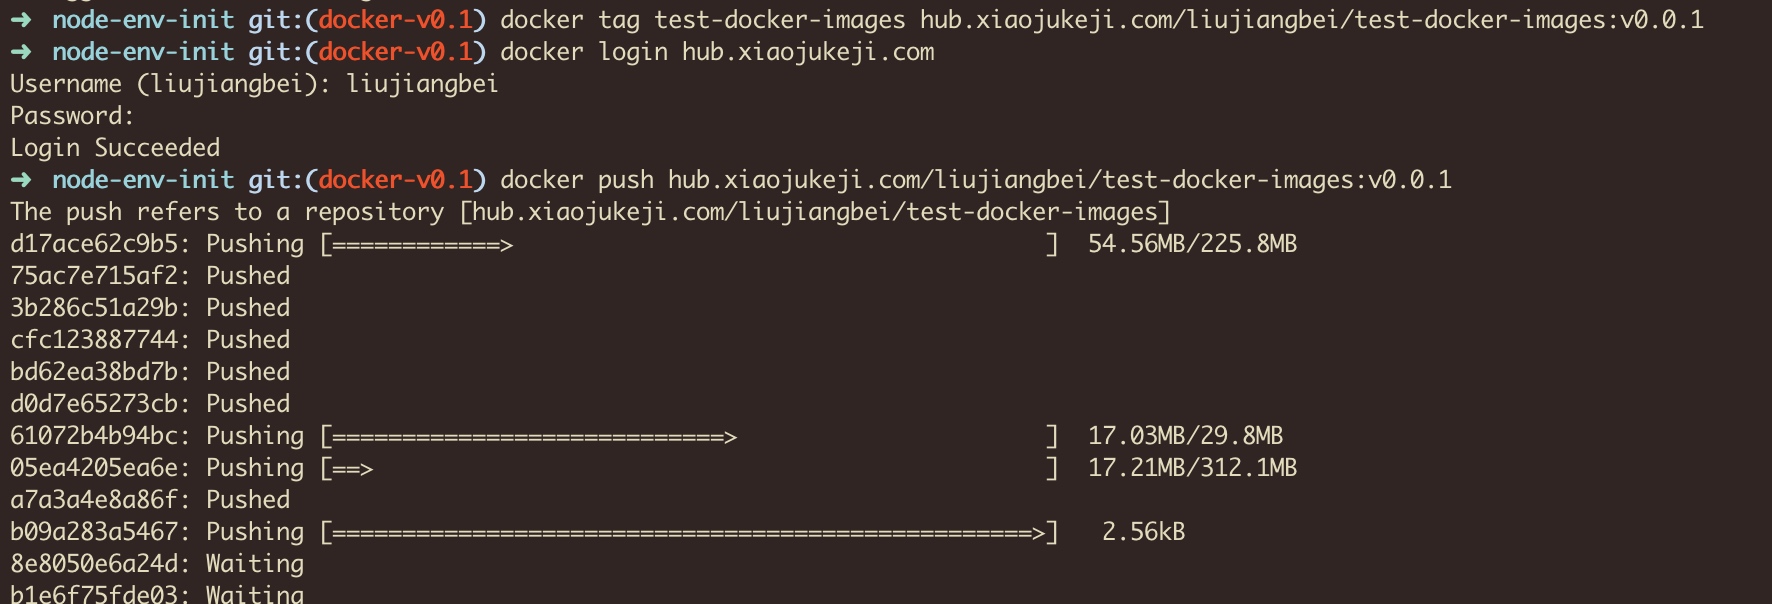 ➜  node-env-init git:(docker-v0.1) docker tag test-docker-images hub.xiaojukeji.com/liujiangbei/test-docker-images:v0.0.1
➜  node-env-init git:(docker-v0.1) docker login hub.xiaojukeji.com
Username (liujiangbei): liujiangbei
Password:
Login Succeeded
➜  node-env-init git:(docker-v0.1) docker push hub.xiaojukeji.com/liujiangbei/test-docker-images:v0.0.1
The push refers to a repository [hub.xiaojukeji.com/liujiangbei/test-docker-images]
d17ace62c9b5: Pushing [============>                                      ]  54.56MB/225.8MB
75ac7e715af2: Pushed
3b286c51a29b: Pushed
cfc123887744: Pushed
bd62ea38bd7b: Pushed
d0d7e65273cb: Pushed
61072b4b94bc: Pushing [============================>                      ]  17.03MB/29.8MB
05ea4205ea6e: Pushing [==>                                                ]  17.21MB/312.1MB
a7a3a4e8a86f: Pushed
b09a283a5467: Pushing [==================================================>]   2.56kB
8e8050e6a24d: Waiting
b1e6f75fde03: Waiting